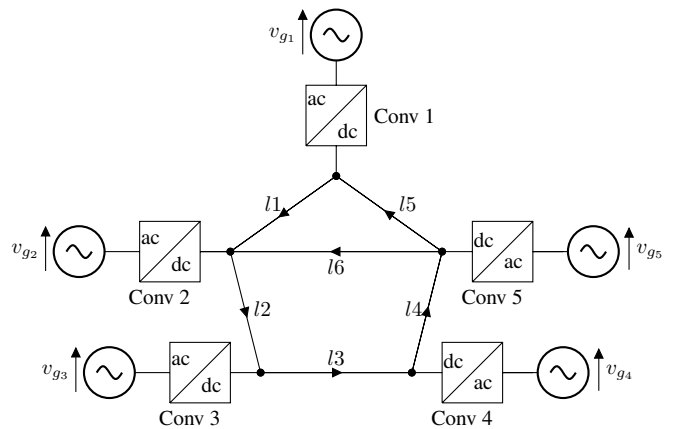 v_{g_1}
ac
dc
Conv 1
l1
l5
v_{g_2}
ac
dc
Conv 2
l6
dc
ac
Conv 5
v_{g_5}
l2
l4
v_{g_3}
ac
dc
Conv 3
l3
dc
ac
Conv 4
v_{g_4}